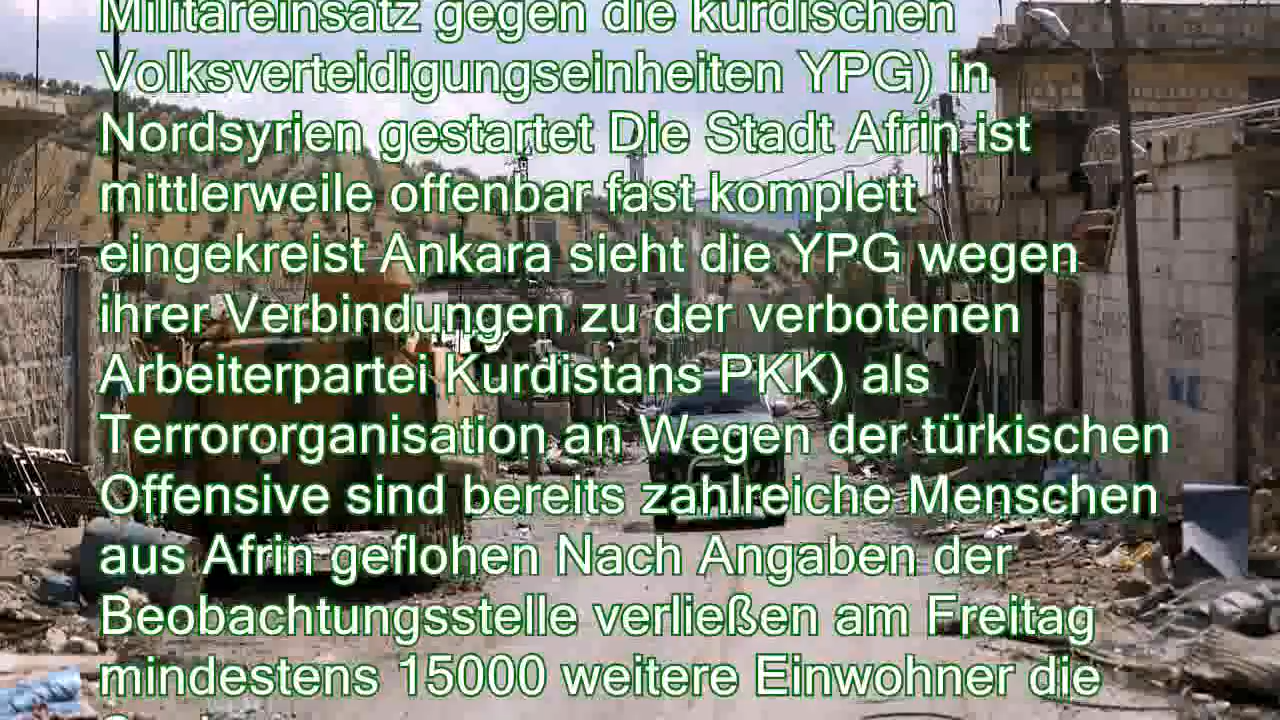 Militäreinsatz gegen die kurdischen
Volksverteidigungseinheiten YPG) in
Nordsyrien gestartet Die Stadt Afrin ist
mittlerweile offenbar fast komplett
eingekreist Ankara sieht die YPG wegen
ihrer Verbindungen zu der verbotenen
Arbeiterpartei Kurdistans PKK) als
Terrororganisation an Wegen der türkischen
Offensive sind bereits zahlreiche Menschen
aus Afrin geflohen Nach Angaben der
Beobachtungsstelle verließen am Freitag
mindestens 15000 weitere Einwohner die